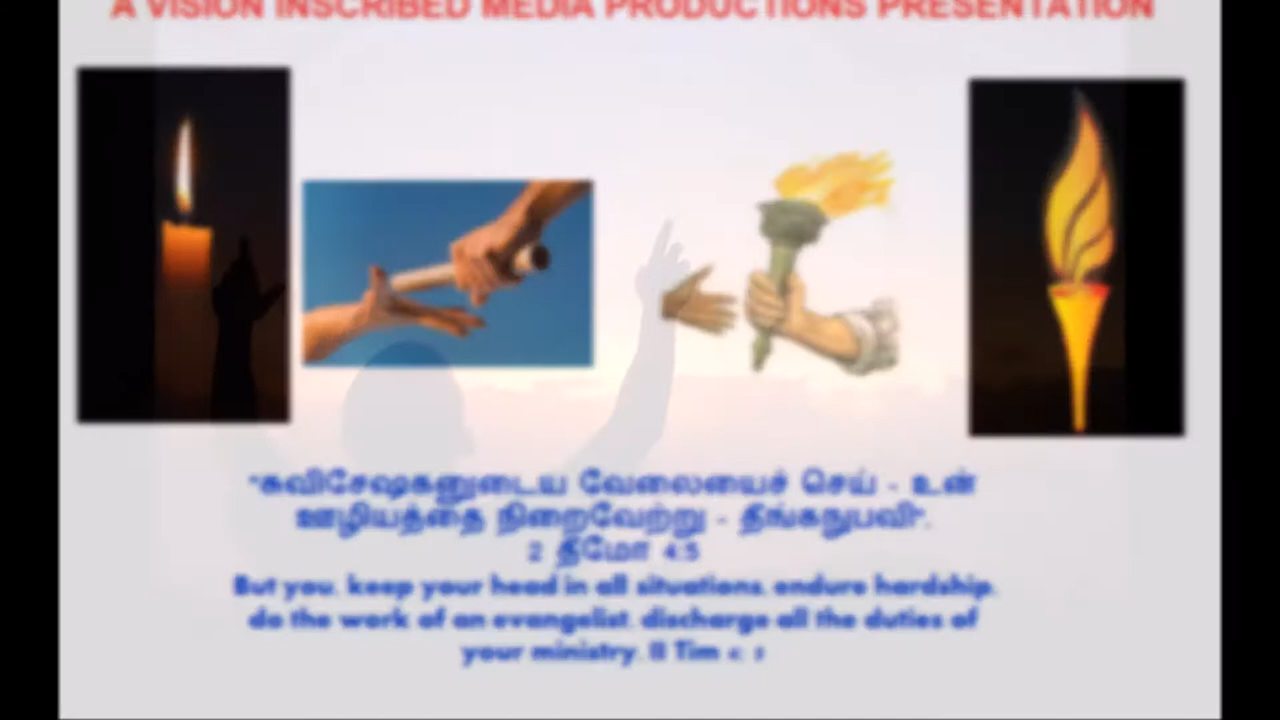 A VISION INSCRIBED MEDIA PRODUCTIONS PRESENTATION
"சுவிசேஷகனுடைய வேலையைச் செய் - உன்
ஊழியத்தை நிறைவேற்று - தீங்கநுபவி".
2 தீமோ 4:5
But you, keep your head in all situations, endure hardship,
do the work of an evangelist, discharge all the duties of
your ministry. II Tim 4: 5